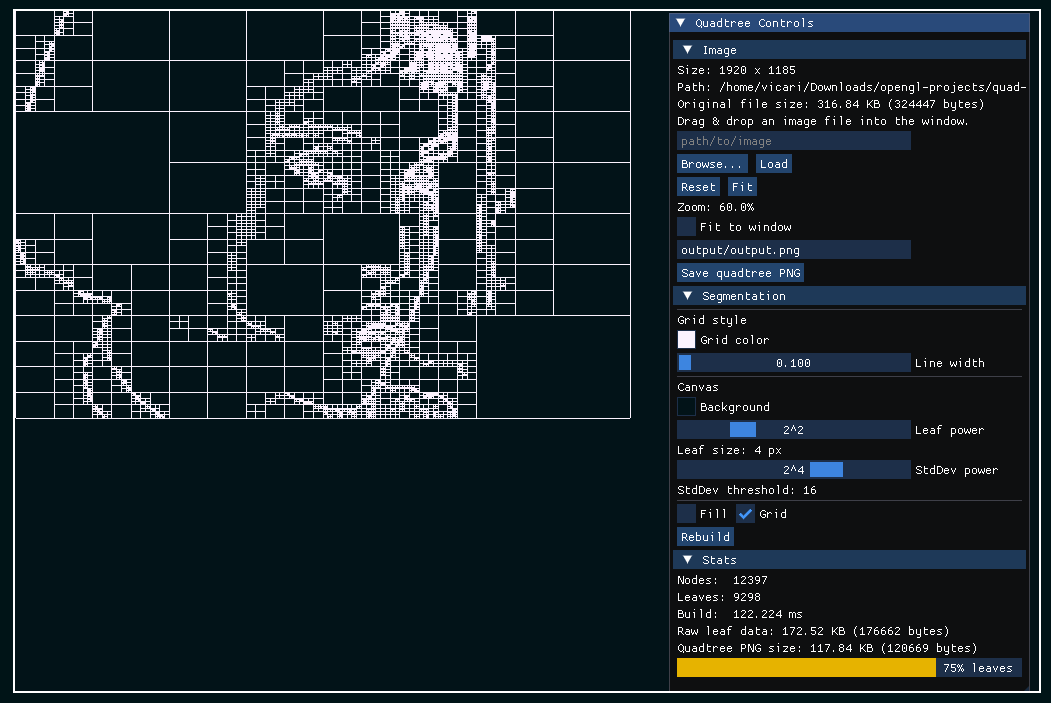 Quadtree Controls
Image
Size: 1920 x 1185
Path: /home/vicari/Downloads/opengl-projects/quad-
Original file size: 316.84 KB (324447 bytes)
Drag & drop an image file into the window.
path/to/image
Browse... Load
Reset Fit
Zoom: 60.0%
Fit to window
output/output.png
Save quadtree PNG
Segmentation
Grid style
Grid color
0.100 Line width
Canvas
Background
2^2 Leaf power
Leaf size: 4 px
2^4 StdDev power
StdDev threshold: 16
Fill Grid
Rebuild
Stats
Nodes: 12397
Leaves: 9298
Build: 122.224 ms
Raw leaf data: 172.52 KB (176662 bytes)
Quadtree PNG size: 117.84 KB (120669 bytes)
75% leaves